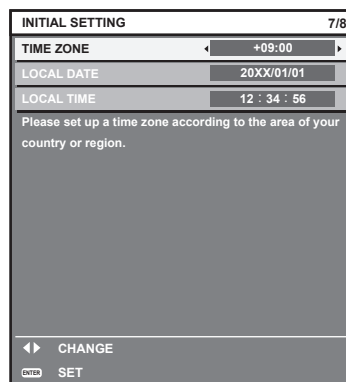 INITIAL SETTING 7/8
TIME ZONE +09:00
LOCAL DATE 20XX/01/01
LOCAL TIME 12 : 34 : 56
Please set up a time zone according to the area of your
country or region.
CHANGE
ENTER SET